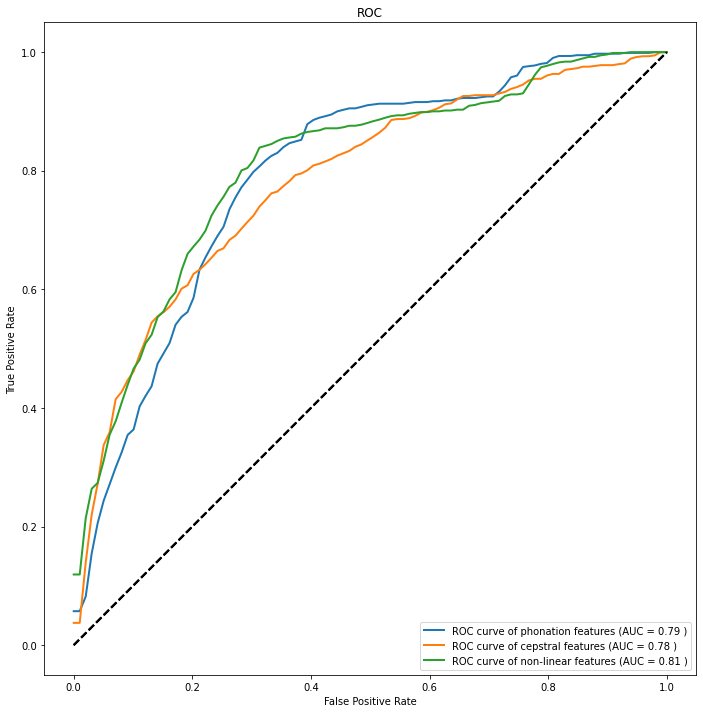 ROC
True Positive Rate
1.0
0.8
0.6
0.4
0.2
0.0
ROC curve of phonation features (AUC = 0.79 )
ROC curve of cepstral features (AUC = 0.78 )
ROC curve of non-linear features (AUC = 0.81 )
0.0 0.2 0.4 0.6 0.8 1.0
False Positive Rate